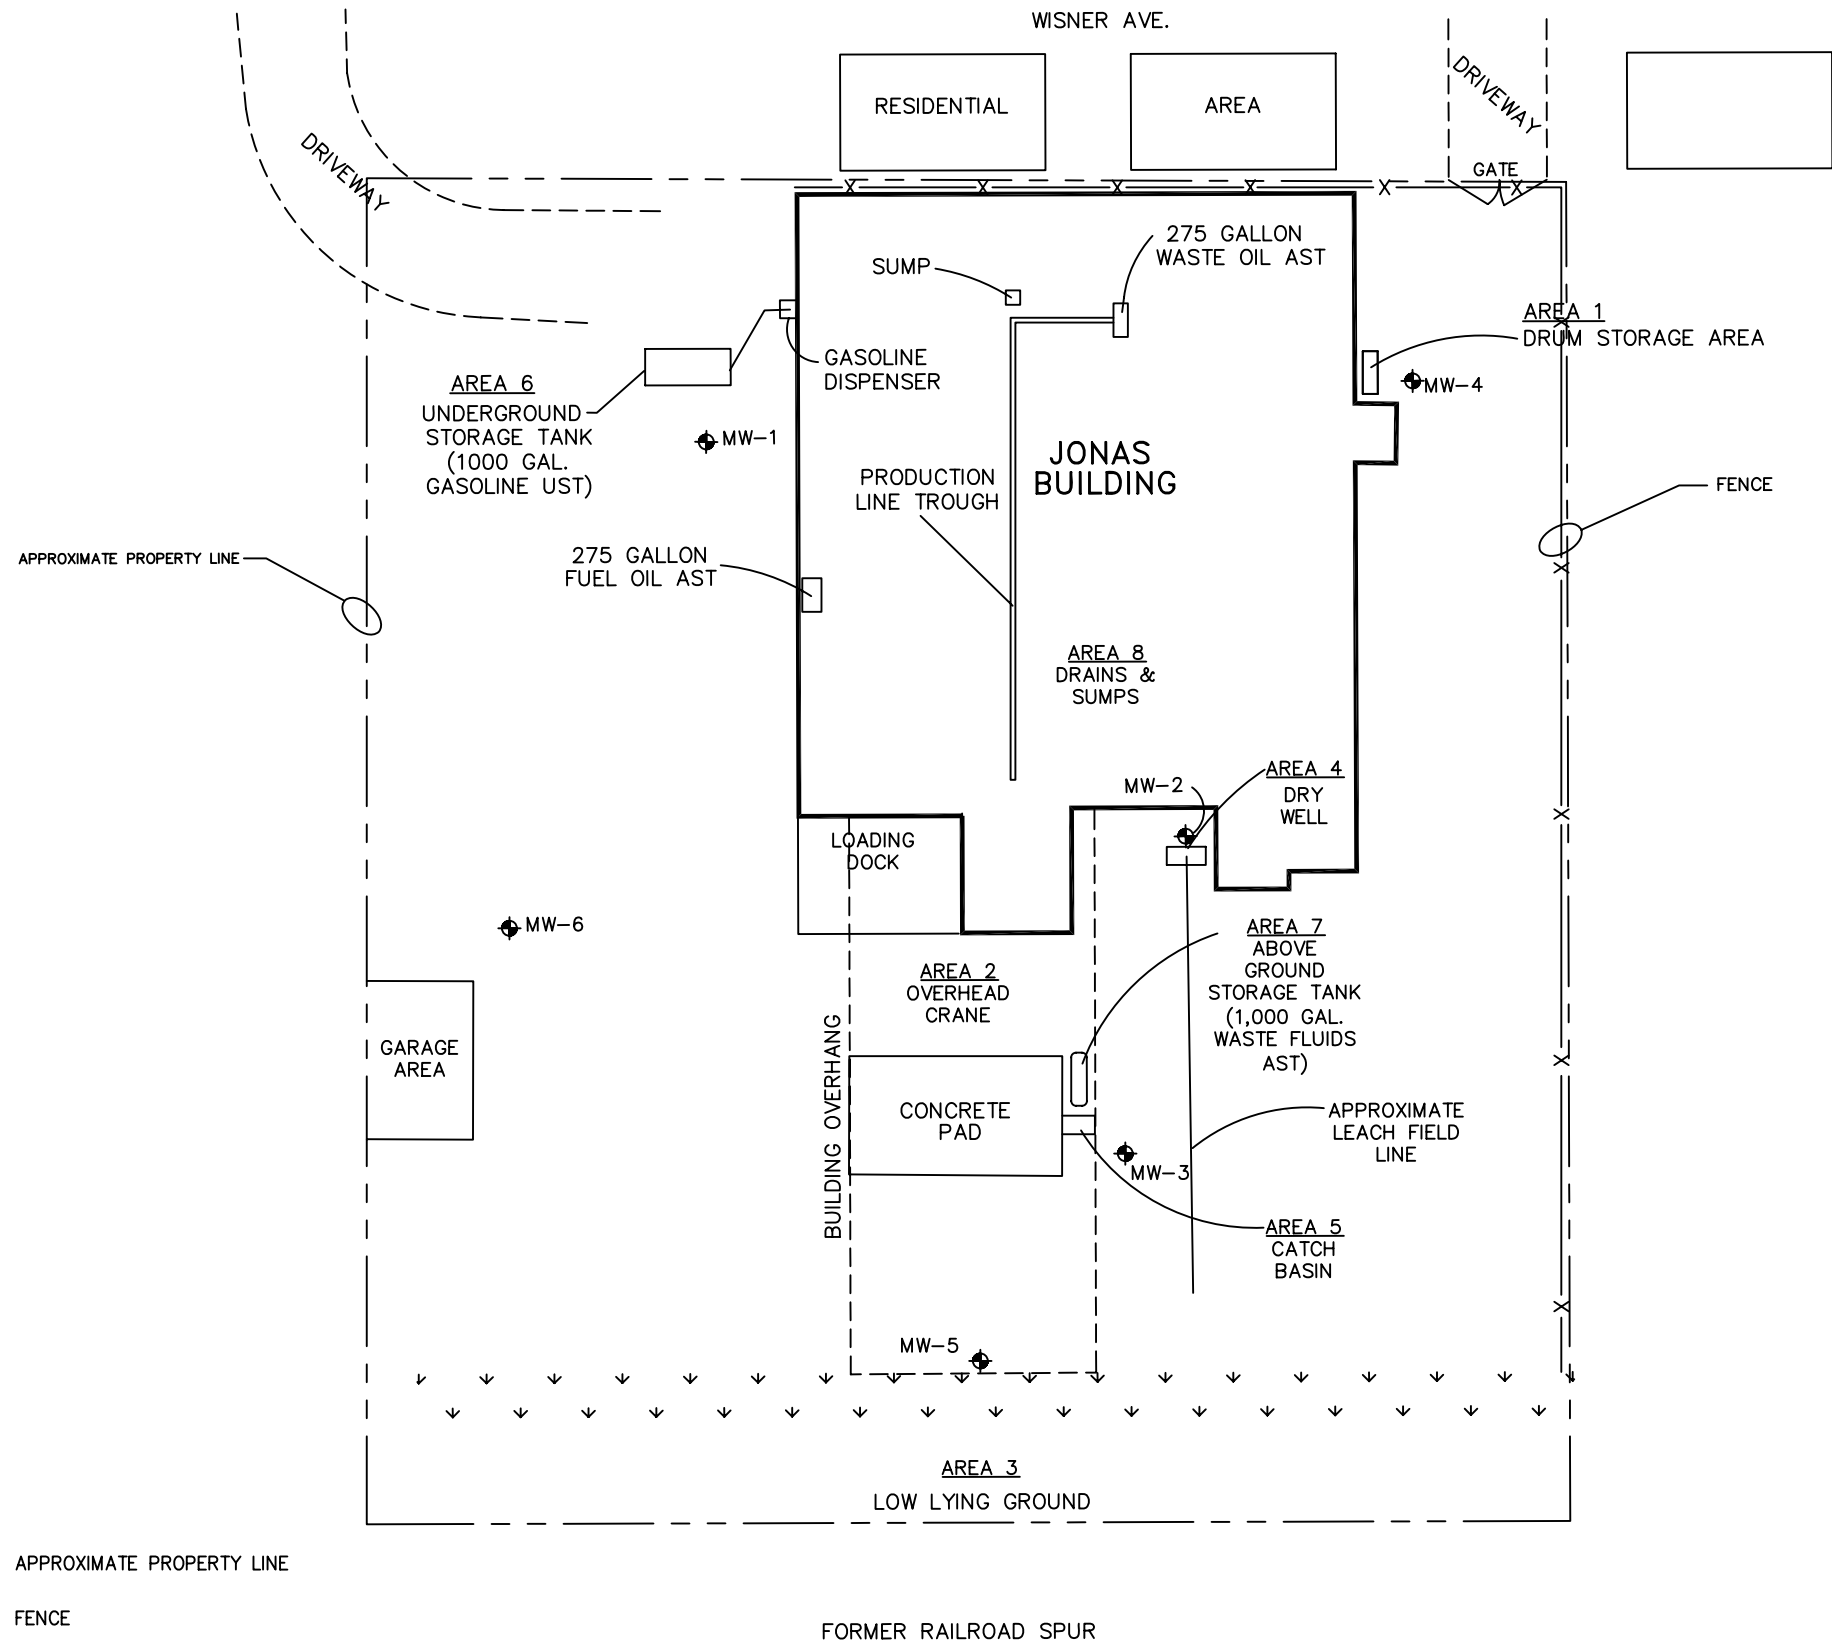 WISNER AVE.
RESIDENTIAL
AREA
DRIVEWAY
DRIVEWAY
GATE
275 GALLON
WASTE OIL AST
SUMP
AREA 1
DRUM STORAGE AREA
GASOLINE
DISPENSER
AREA 6
UNDERGROUND
STORAGE TANK
(1000 GAL.
GASOLINE UST)
MW-4
MW-1
JONAS
BUILDING
PRODUCTION
LINE TROUGH
FENCE
APPROXIMATE PROPERTY LINE
275 GALLON
FUEL OIL AST
AREA 8
DRAINS &
SUMPS
MW-2
AREA 4
DRY
WELL
LOADING
DOCK
MW-6
AREA 7
ABOVE
GROUND
STORAGE TANK
(1,000 GAL.
WASTE FLUIDS
AST)
AREA 2
OVERHEAD
CRANE
GARAGE
AREA
BUILDING OVERHANG
CONCRETE
PAD
APPROXIMATE
LEACH FIELD
LINE
MW-3
AREA 5
CATCH
BASIN
MW-5
AREA 3
LOW LYING GROUND
APPROXIMATE PROPERTY LINE
FENCE
FORMER RAILROAD SPUR